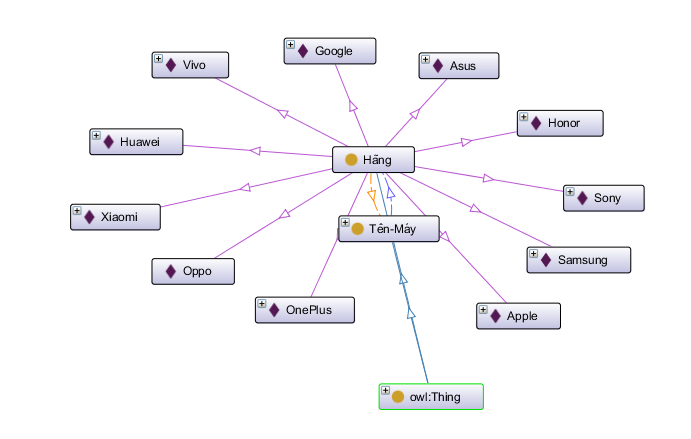 Google
Vivo
Asus
Honor
Huawei
Hãng
Sony
Xiaomi
Tên-Máy
Samsung
Oppo
OnePlus
Apple
owl:Thing